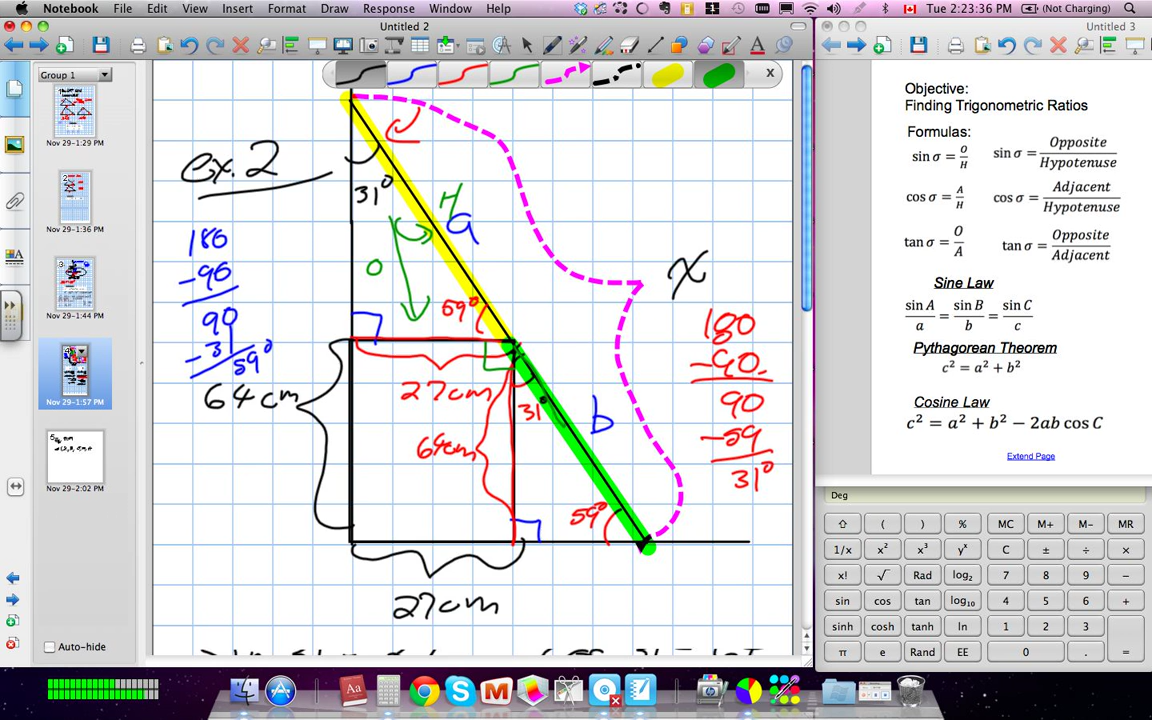 Notebook File Edit View Insert Format Draw Response Window Help
Tue 2:23:36 PM (Not Charging)
Untitled 2
Untitled 3
Group 1
Nov 29-1:29 PM
Nov 29-1:36 PM
Nov 29-1:44 PM
Nov 29-1:57 PM
Nov 29-2:02 PM
Auto-hide
x
ex.2
31°
H
a
O
180
-90
90
-31
59°
59°
64cm
27cm
64cm
31
b
59°
27cm
x
180
-90
90
-59
31°
Objective:
Finding Trigonometric Ratios
Formulas:
sin σ = O/H sin σ = Opposite/Hypotenuse
cos σ = A/H cos σ = Adjacent/Hypotenuse
tan σ = O/A tan σ = Opposite/Adjacent
Sine Law
sin A/a = sin B/b = sin C/c
Pythagorean Theorem
c² = a² + b²
Cosine Law
c² = a² + b² − 2ab cos C
Extend Page
Deg
⇧ ( ) % MC M+ M− MR
1/x x² x³ yˣ C ± ÷ ×
x! √ Rad log₂ 7 8 9 −
sin cos tan log₁₀ 4 5 6 +
sinh cosh tanh ln 1 2 3
π e Rand EE 0 . =